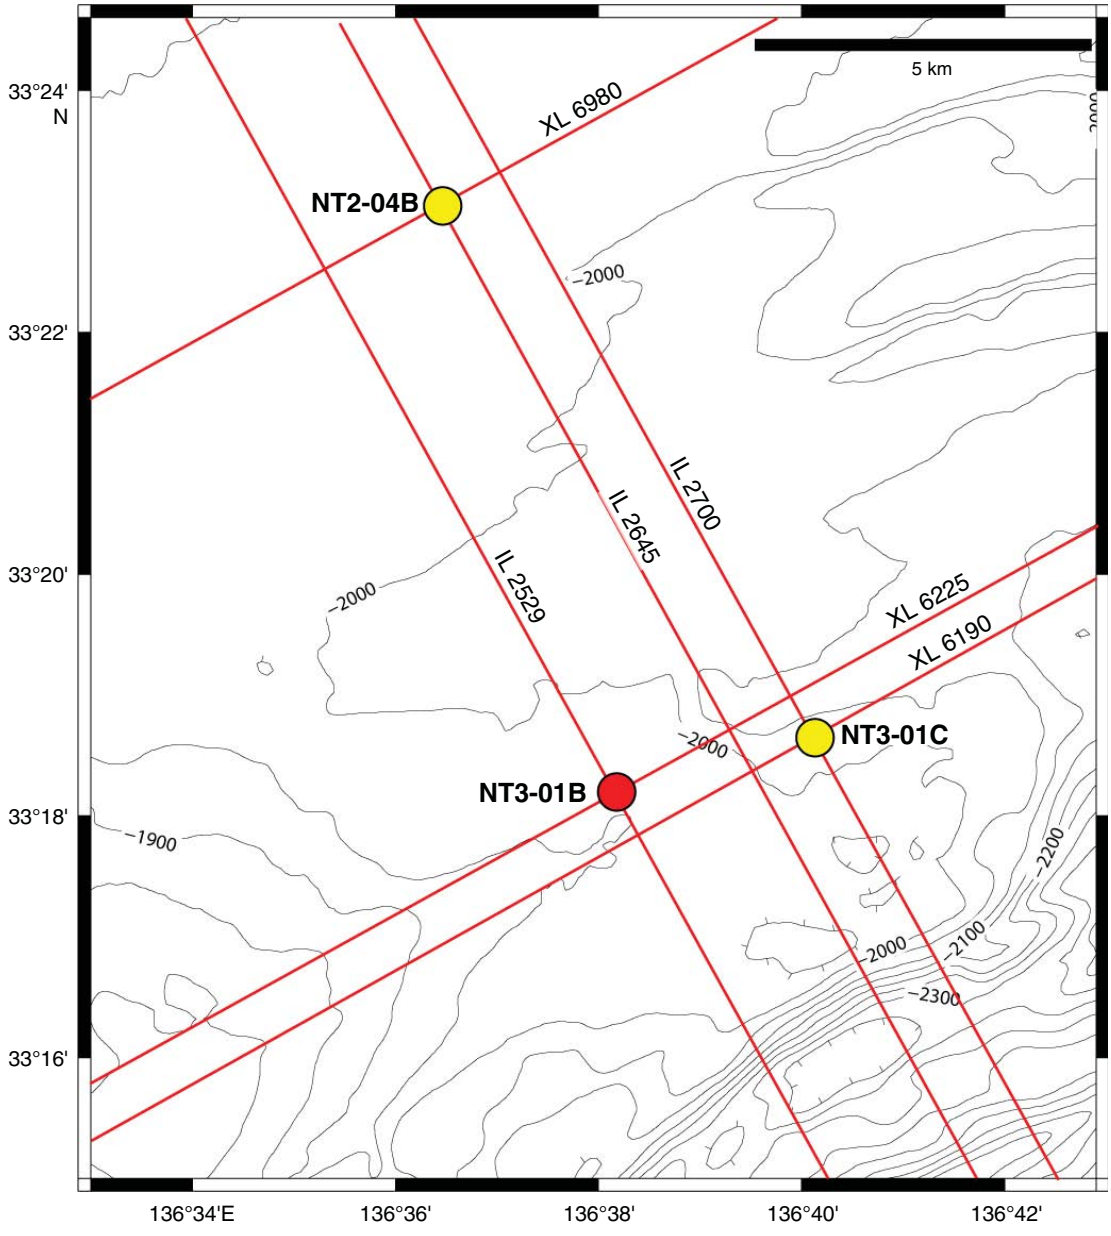 33°24'
N
5 km
XL 6980
NT2-04B
−2000
33°22'
IL 2700
IL 2645
33°20'
IL 2529
−2000
XL 6225
XL 6190
−2000
NT3-01C
NT3-01B
33°18'
−1900
−2200
−2000
−2100
−2300
33°16'
136°34'E
136°36'
136°38'
136°40'
136°42'